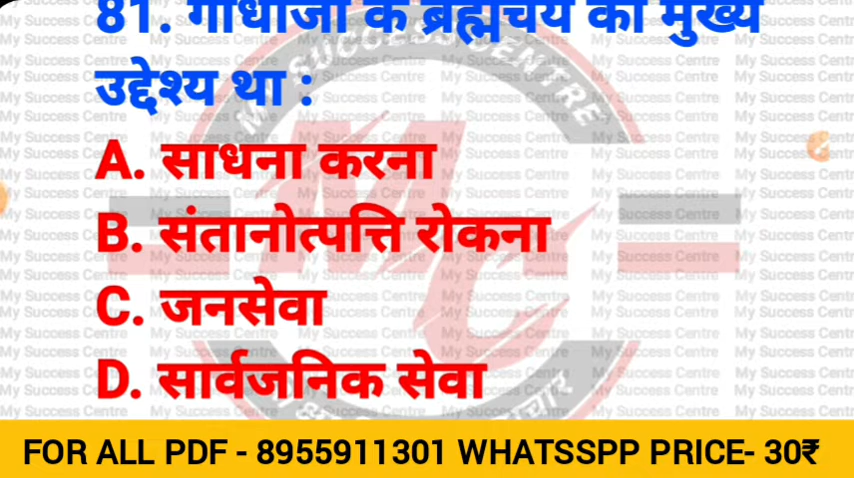 81. गाँधीजी के ब्रह्मचर्य का मुख्य
उद्देश्य था :
A. साधना करना
B. संतानोत्पत्ति रोकना
C. जनसेवा
D. सार्वजनिक सेवा
FOR ALL PDF - 8955911301 WHATSSPP PRICE- 30₹